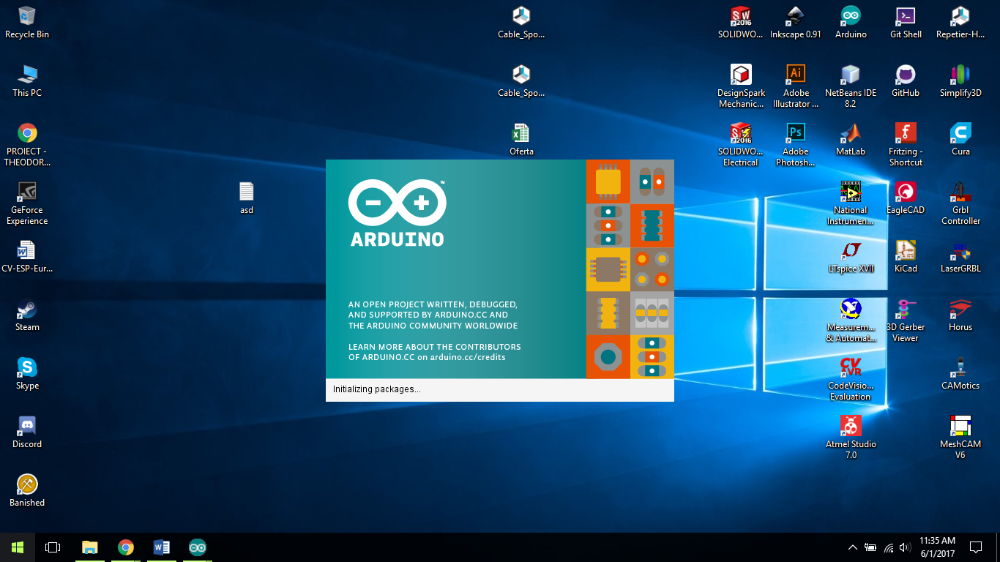 Recycle Bin
This PC
PROIECT -
THEODOR...
GeForce
Experience
CV-ESP-Eur...
Steam
Skype
Discord
Banished
asd
Cable_Spo...
Cable_Spo...
Oferta
SOLIDWO...
DesignSpark
Mechanic...
SOLIDWO...
Electrical
Inkscape 0.91
Adobe
Illustrator ...
Adobe
Photosh...
Arduino
NetBeans IDE
8.2
MatLab
National
Instrumen...
LTspice XVII
Measurem...
& Automat...
CodeVisio...
Evaluation
Atmel Studio
7.0
Git Shell
GitHub
Fritzing -
Shortcut
EagleCAD
KiCad
3D Gerber
Viewer
Repetier-H...
Simplify3D
Cura
Grbl
Controller
LaserGRBL
Horus
CAMotics
MeshCAM
V6
ARDUINO
AN OPEN PROJECT WRITTEN, DEBUGGED,
AND SUPPORTED BY ARDUINO.CC AND
THE ARDUINO COMMUNITY WORLDWIDE
LEARN MORE ABOUT THE CONTRIBUTORS
OF ARDUINO.CC on arduino.cc/credits
Initializing packages...
11:35 AM
6/1/2017